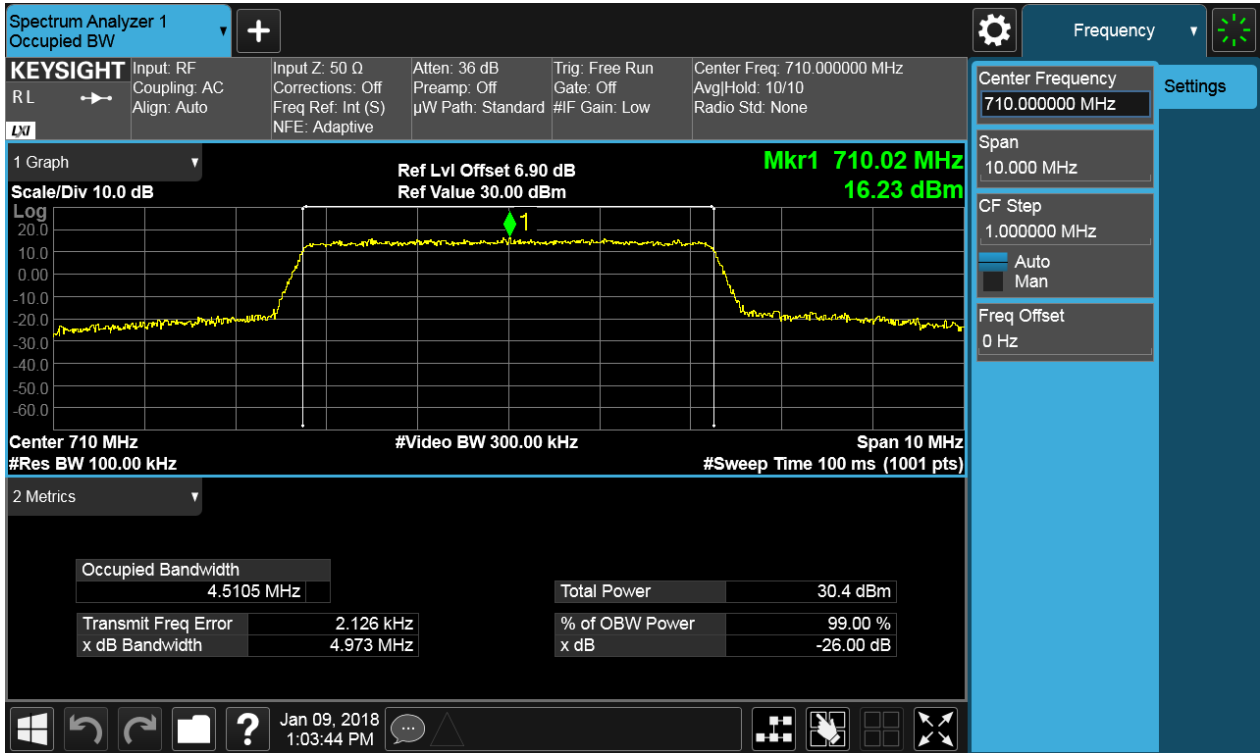 Spectrum Analyzer 1
Occupied BW
+
Frequency
KEYSIGHT
RL
LXI
Input: RF
Coupling: AC
Align: Auto
Input Z: 50 Ω
Corrections: Off
Freq Ref: Int (S)
NFE: Adaptive
Atten: 36 dB
Preamp: Off
µW Path: Standard
Trig: Free Run
Gate: Off
#IF Gain: Low
Center Freq: 710.000000 MHz
Avg|Hold: 10/10
Radio Std: None
Center Frequency
710.000000 MHz
Settings
Span
10.000 MHz
CF Step
1.000000 MHz
Auto
Man
Freq Offset
0 Hz
1 Graph
Scale/Div 10.0 dB
Ref Lvl Offset 6.90 dB
Ref Value 30.00 dBm
Mkr1 710.02 MHz
16.23 dBm
Log
1
20.0
10.0
0.00
-10.0
-20.0
-30.0
-40.0
-50.0
-60.0
Center 710 MHz
#Video BW 300.00 kHz
Span 10 MHz
#Res BW 100.00 kHz
#Sweep Time 100 ms (1001 pts)
2 Metrics
Occupied Bandwidth
4.5105 MHz
Total Power 30.4 dBm
Transmit Freq Error 2.126 kHz
% of OBW Power 99.00 %
x dB Bandwidth 4.973 MHz
x dB -26.00 dB
?
Jan 09, 2018
1:03:44 PM